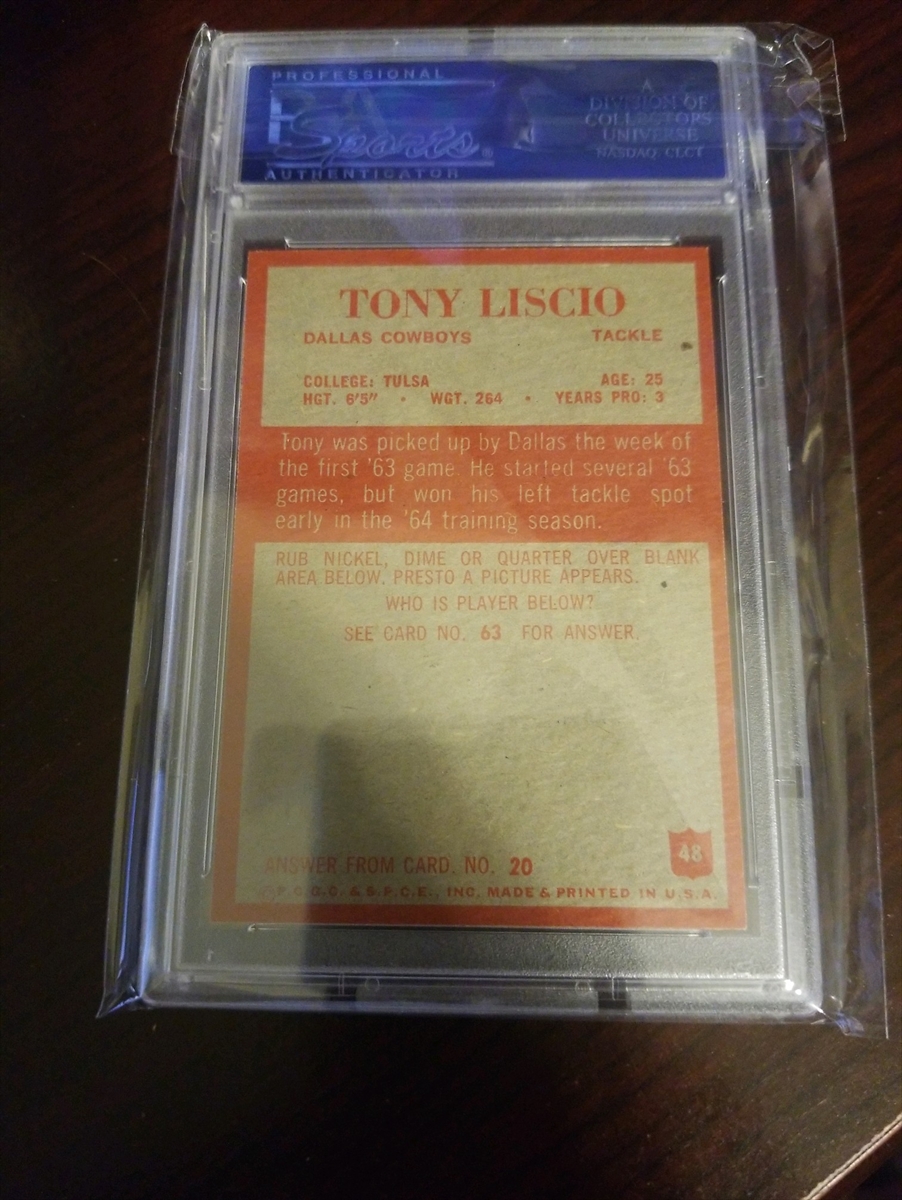 PROFESSIONAL
PSA
Sports®
AUTHENTICATOR
A
DIVISION OF
COLLECTORS
UNIVERSE
NASDAQ: CLCT
TONY LISCIO
DALLAS COWBOYS TACKLE
COLLEGE: TULSA AGE: 25
HGT. 6'5" • WGT. 264 • YEARS PRO: 3
Tony was picked up by Dallas the week of
the first '63 game. He started several '63
games, but won his left tackle spot
early in the '64 training season.
RUB NICKEL, DIME OR QUARTER OVER BLANK
AREA BELOW. PRESTO A PICTURE APPEARS.
WHO IS PLAYER BELOW?
SEE CARD NO. 63 FOR ANSWER.
48
ANSWER FROM CARD. NO. 20
©P.C.G.C. & S.P.C.E., INC. MADE & PRINTED IN U.S.A.